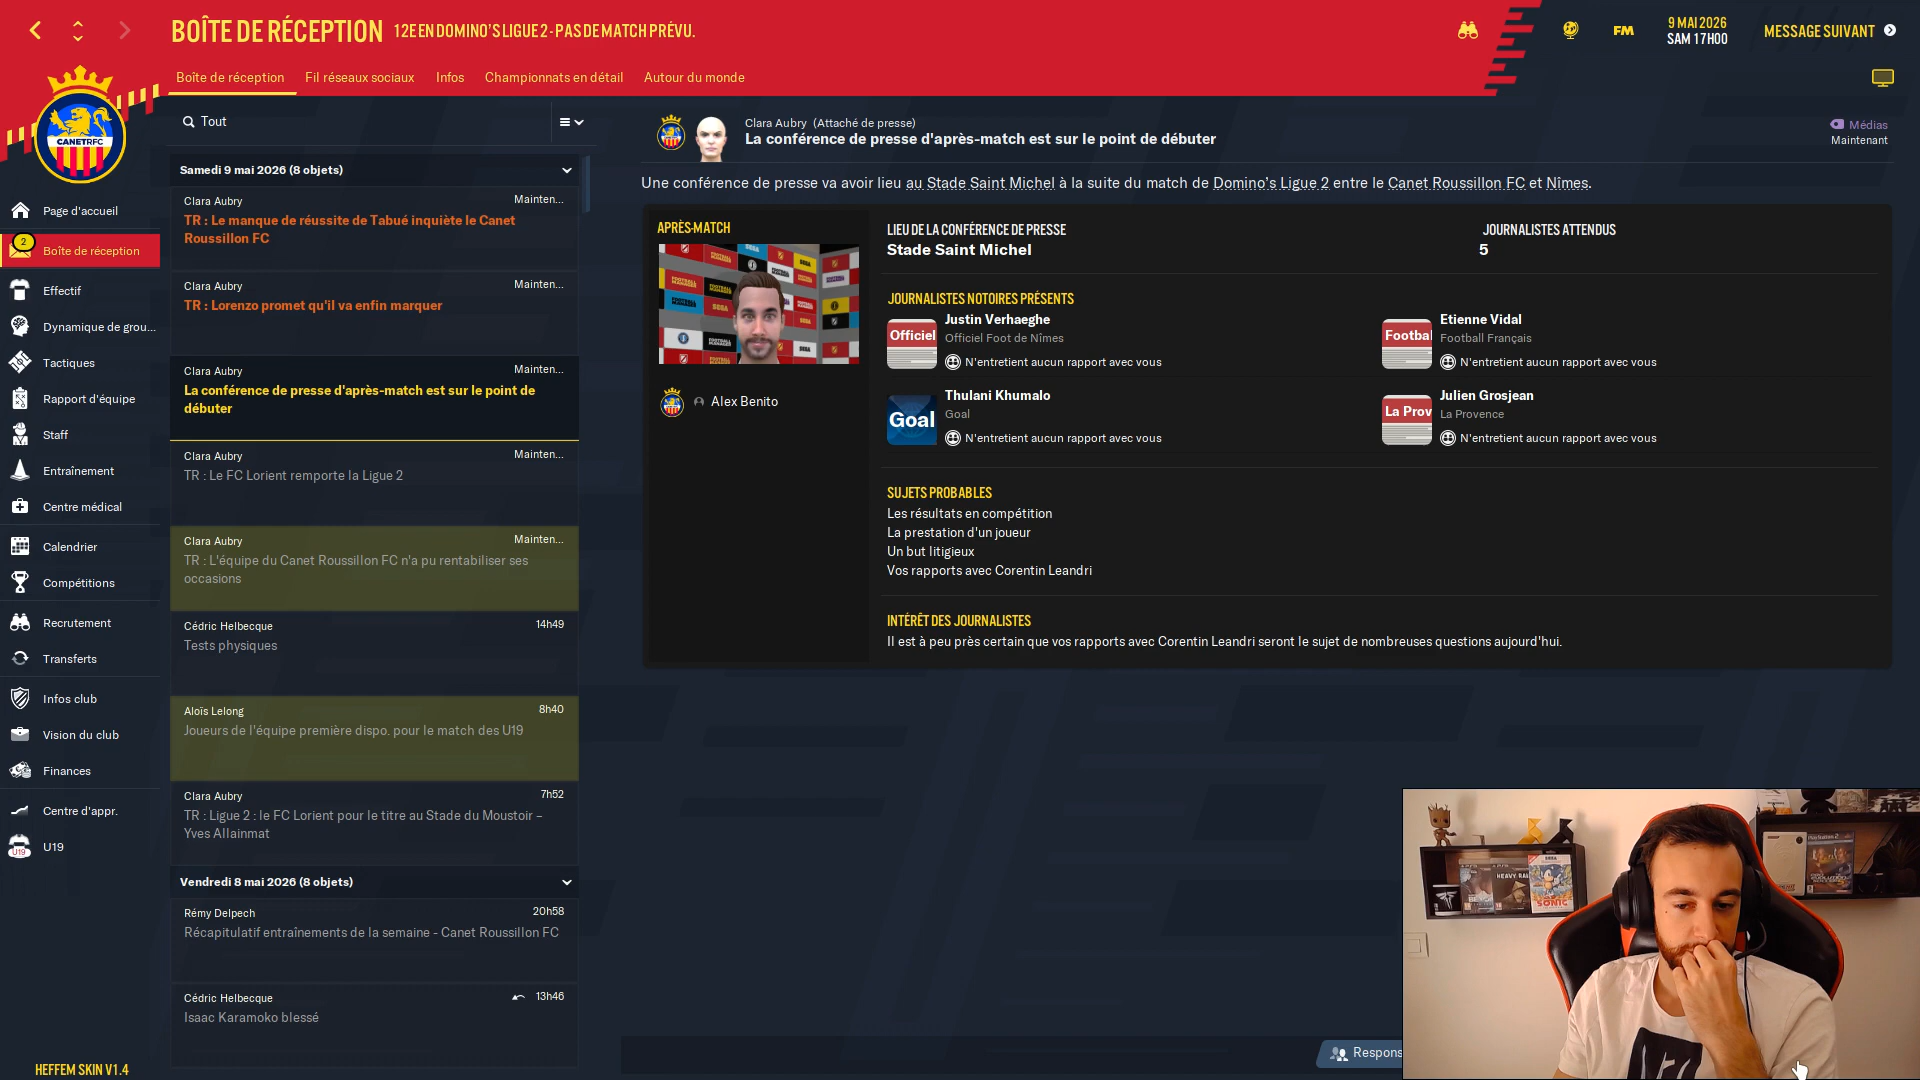 BOÎTE DE RÉCEPTION
12E EN DOMINO'S LIGUE 2 - PAS DE MATCH PRÉVU.
FM
9 MAI 2026
SAM 17H00
MESSAGE SUIVANT
Boîte de réception
Fil réseaux sociaux
Infos
Championnats en détail
Autour du monde
CANETRFC
Page d'accueil
2
Boîte de réception
Effectif
Dynamique de grou...
Tactiques
Rapport d'équipe
Staff
Entraînement
Centre médical
Calendrier
Compétitions
Recrutement
Transferts
Infos club
Vision du club
Finances
Centre d'appr.
U19
U19
HEFFEM SKIN V1.4
Tout
Samedi 9 mai 2026 (8 objets)
Clara Aubry
Mainten...
TR : Le manque de réussite de Tabué inquiète le Canet
Roussillon FC
Clara Aubry
Mainten...
TR : Lorenzo promet qu'il va enfin marquer
Clara Aubry
Mainten...
La conférence de presse d'après-match est sur le point de
débuter
Clara Aubry
Mainten...
TR : Le FC Lorient remporte la Ligue 2
Clara Aubry
Mainten...
TR : L'équipe du Canet Roussillon FC n'a pu rentabiliser ses
occasions
Cédric Helbecque
14h49
Tests physiques
Aloïs Lelong
8h40
Joueurs de l'équipe première dispo. pour le match des U19
Clara Aubry
7h52
TR : Ligue 2 : le FC Lorient pour le titre au Stade du Moustoir –
Yves Allainmat
Vendredi 8 mai 2026 (8 objets)
Rémy Delpech
20h58
Récapitulatif entraînements de la semaine - Canet Roussillon FC
Cédric Helbecque
13h46
Isaac Karamoko blessé
Clara Aubry (Attaché de presse)
La conférence de presse d'après-match est sur le point de débuter
Médias
Maintenant
Une conférence de presse va avoir lieu au Stade Saint Michel à la suite du match de Domino's Ligue 2 entre le Canet Roussillon FC et Nîmes.
APRÈS-MATCH
Alex Benito
LIEU DE LA CONFÉRENCE DE PRESSE
Stade Saint Michel
JOURNALISTES ATTENDUS
5
JOURNALISTES NOTOIRES PRÉSENTS
Officiel
Justin Verhaeghe
Officiel Foot de Nîmes
N'entretient aucun rapport avec vous
Footbal
Etienne Vidal
Football Français
N'entretient aucun rapport avec vous
Goal
Thulani Khumalo
Goal
N'entretient aucun rapport avec vous
La Prov
Julien Grosjean
La Provence
N'entretient aucun rapport avec vous
SUJETS PROBABLES
Les résultats en compétition
La prestation d'un joueur
Un but litigieux
Vos rapports avec Corentin Leandri
INTÉRÊT DES JOURNALISTES
Il est à peu près certain que vos rapports avec Corentin Leandri seront le sujet de nombreuses questions aujourd'hui.
Respons
HEAVY RAI
SEGA
SONIC
PlayStation 2